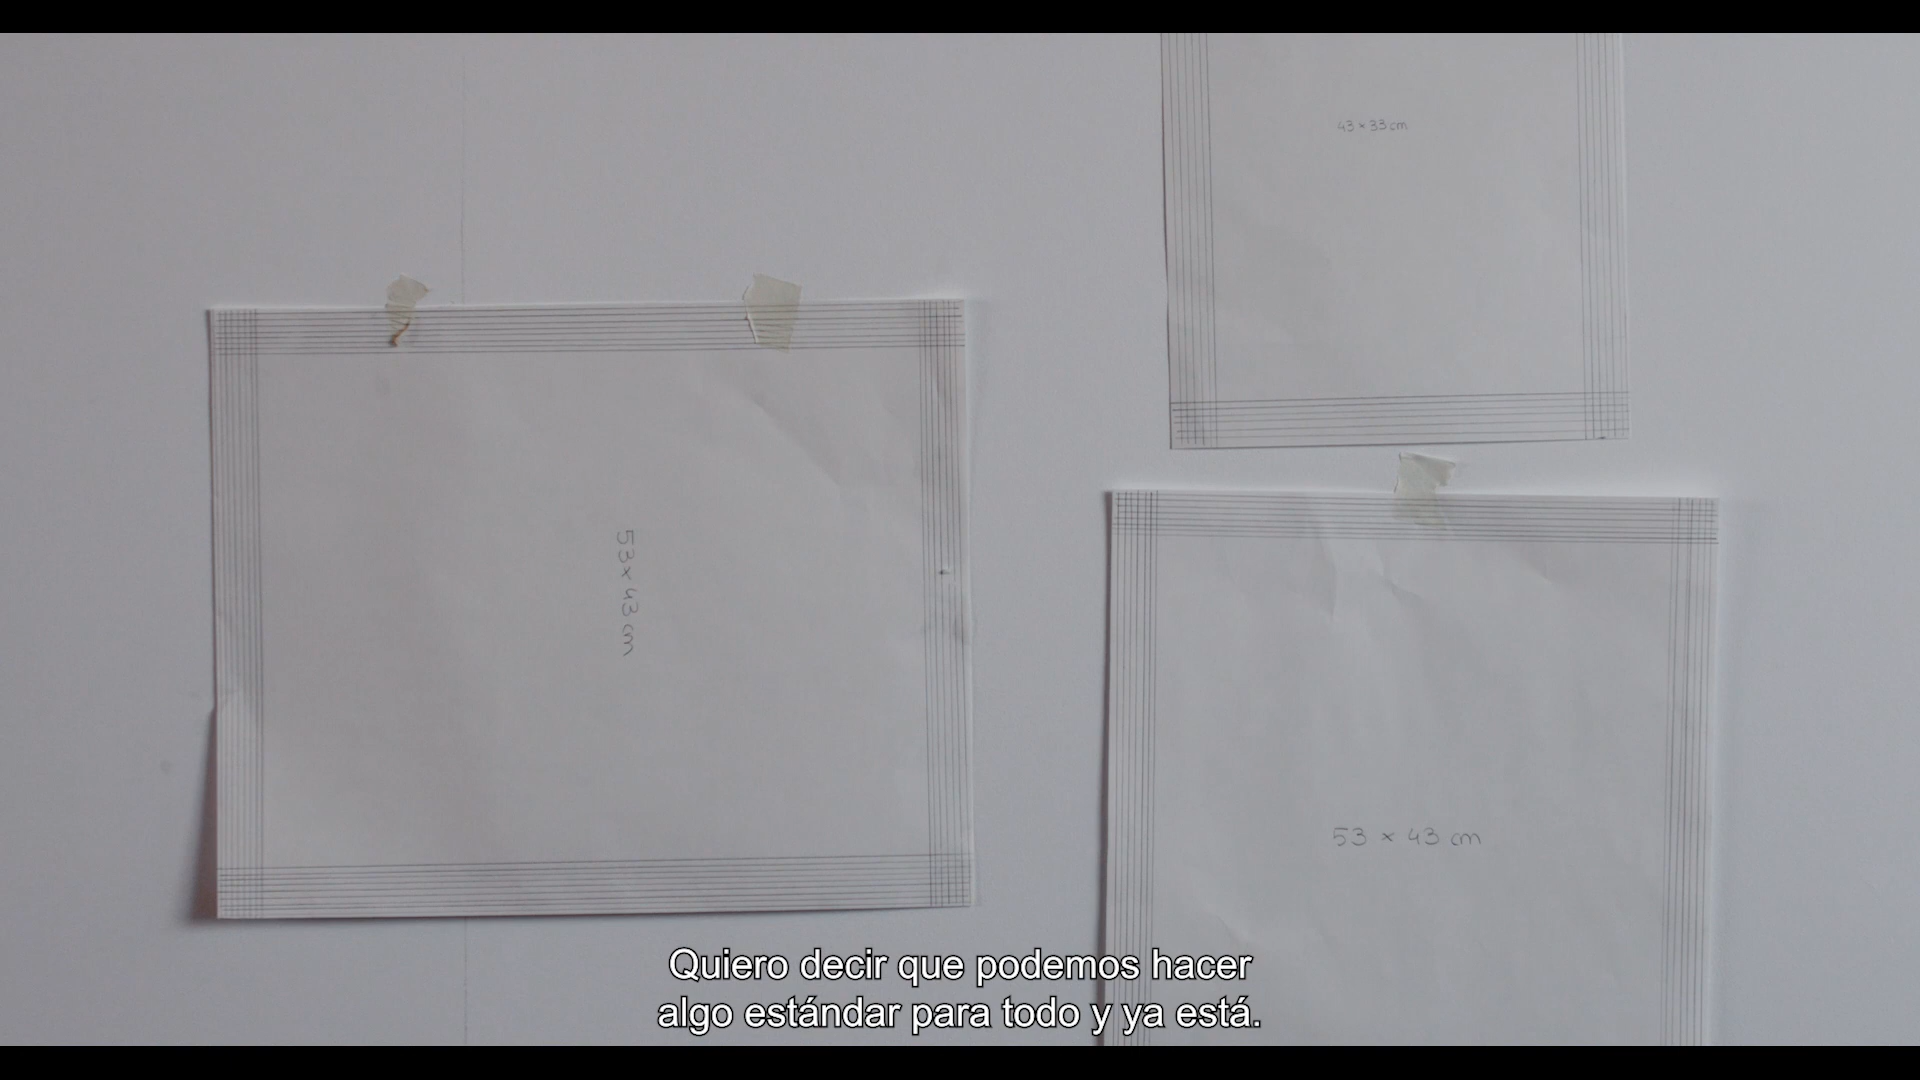 43 x 33 cm
53 x 43 cm
53 x 43 cm
Quiero decir que podemos hacer
algo estándar para todo y ya está.